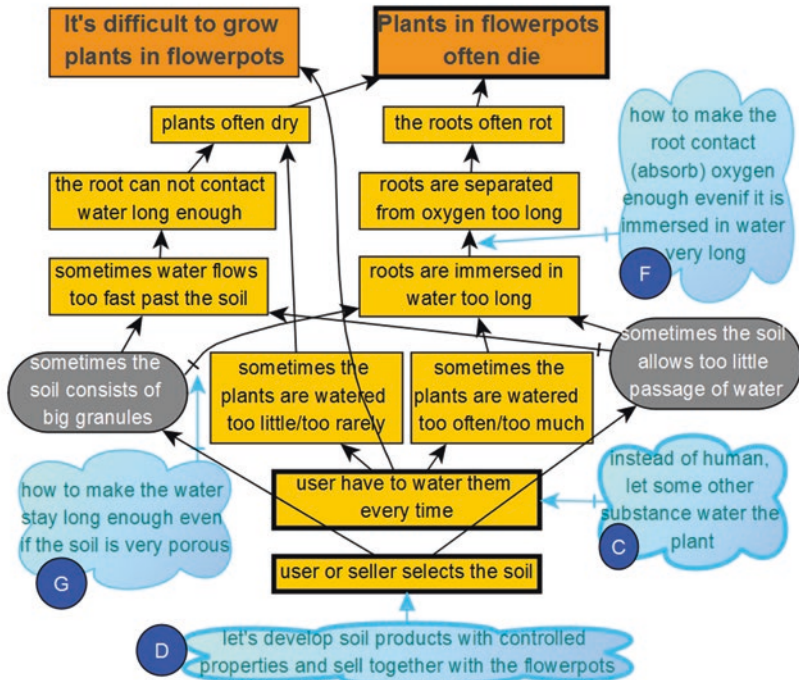 It's difficult to grow
plants in flowerpots
Plants in flowerpots
often die
plants often dry
the roots often rot
how to make the
root contact
(absorb) oxygen
enough evenif it is
immersed in water
very long
F
the root can not contact
water long enough
roots are separated
from oxygen too long
sometimes water flows
too fast past the soil
roots are immersed in
water too long
sometimes the
soil consists of
big granules
sometimes the
plants are watered
too little/too rarely
sometimes the
plants are watered
too often/too much
sometimes the soil
allows too little
passage of water
how to make the water
stay long enough even
if the soil is very porous
G
user have to water them
every time
instead of human,
let some other
substance water the
plant
C
user or seller selects the soil
D
let's develop soil products with controlled
properties and sell together with the flowerpots